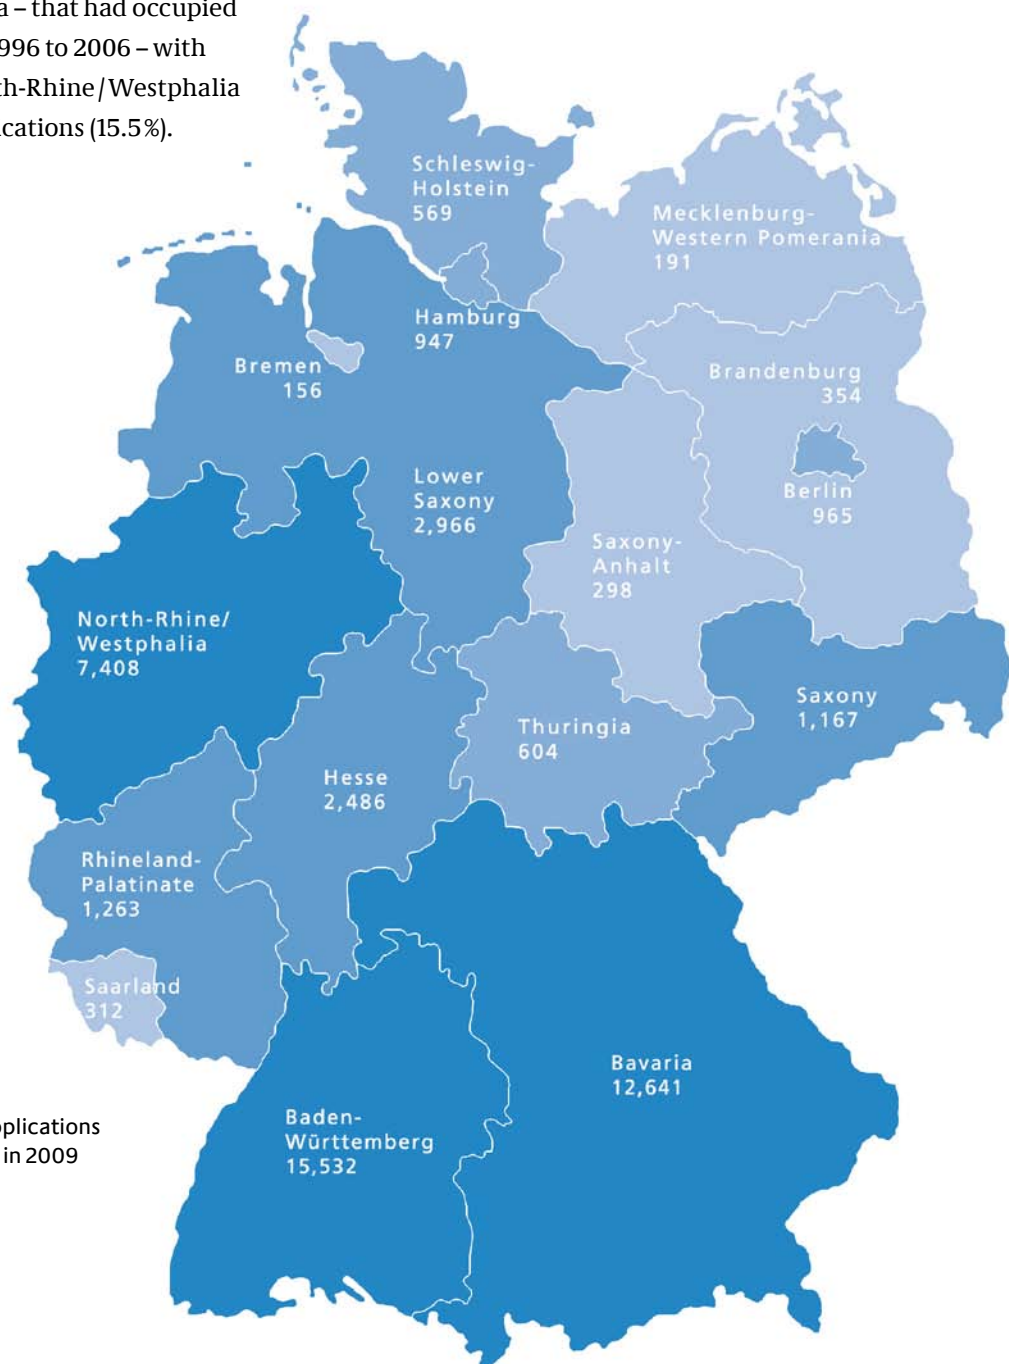 a – that had occupied
996 to 2006 – with
th-Rhine / Westphalia
ications (15.5 %).
Schleswig-
Holstein
569
Mecklenburg-
Western Pomerania
191
Hamburg
947
Bremen
156
Brandenburg
354
Lower
Saxony
2,966
Berlin
965
Saxony-
Anhalt
298
North-Rhine/
Westphalia
7,408
Saxony
1,167
Thuringia
604
Hesse
2,486
Rhineland-
Palatinate
1,263
Saarland
312
Bavaria
12,641
Baden-
Württemberg
15,532
plications
in 2009